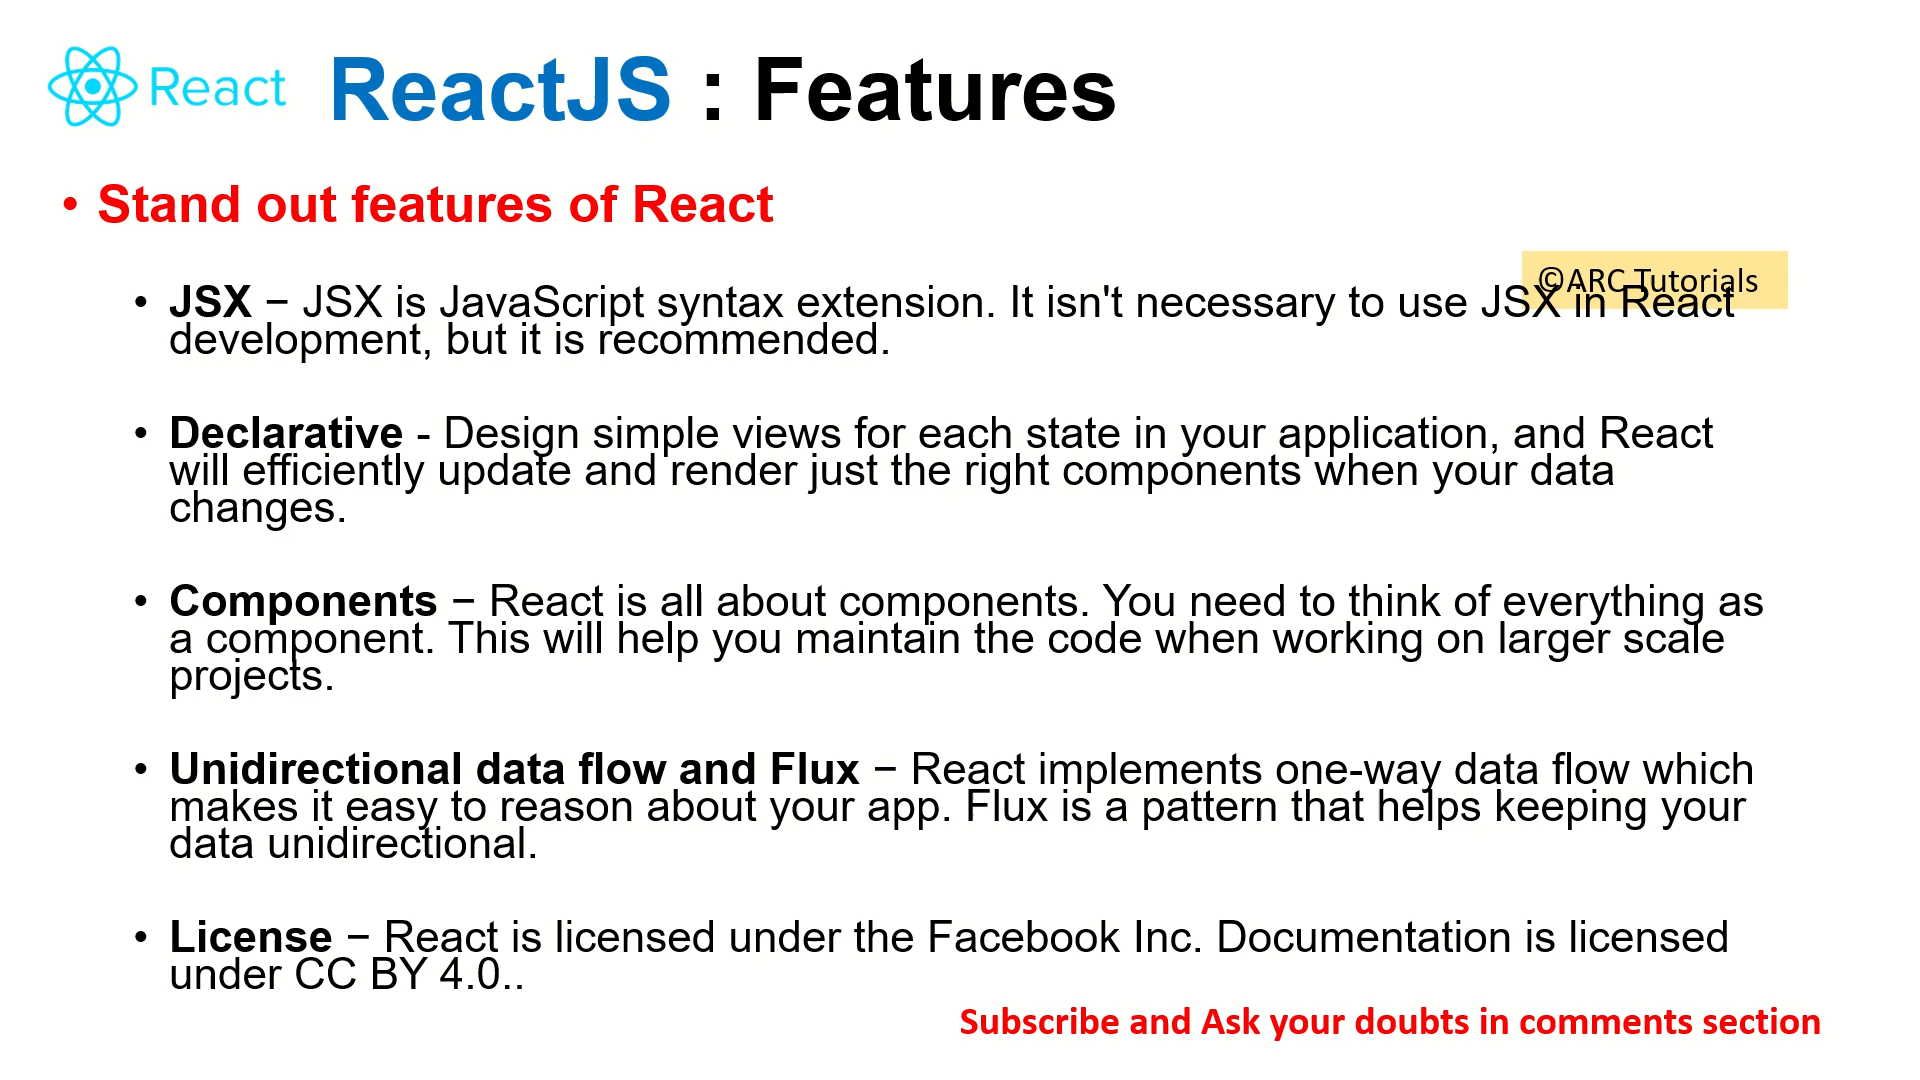 React
ReactJS : Features
• Stand out features of React
©ARC Tutorials
• JSX − JSX is JavaScript syntax extension. It isn't necessary to use JSX in React
development, but it is recommended.
• Declarative - Design simple views for each state in your application, and React
will efficiently update and render just the right components when your data
changes.
• Components − React is all about components. You need to think of everything as
a component. This will help you maintain the code when working on larger scale
projects.
• Unidirectional data flow and Flux − React implements one-way data flow which
makes it easy to reason about your app. Flux is a pattern that helps keeping your
data unidirectional.
• License − React is licensed under the Facebook Inc. Documentation is licensed
under CC BY 4.0..
Subscribe and Ask your doubts in comments section